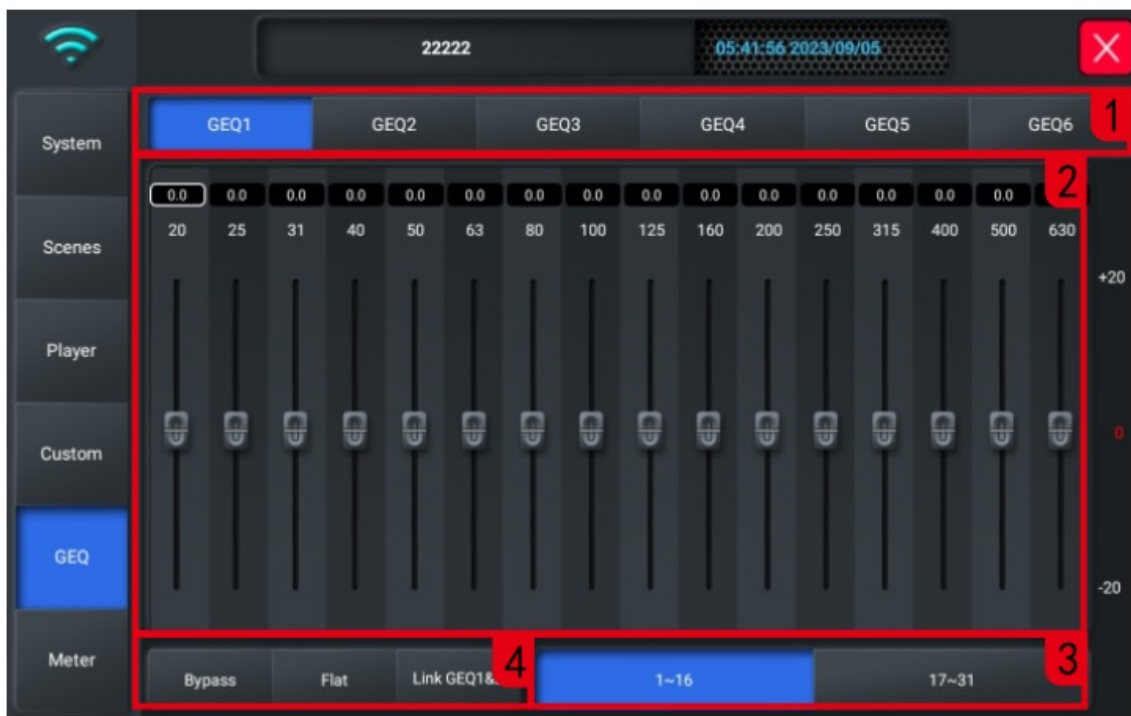 22222 05:41:56 2023/09/05
GEQ1 GEQ2 GEQ3 GEQ4 GEQ5 GEQ6 1
System
2
0.0 0.0 0.0 0.0 0.0 0.0 0.0 0.0 0.0 0.0 0.0 0.0 0.0 0.0 0.0
20 25 31 40 50 63 80 100 125 160 200 250 315 400 500 630
Scenes
+20
Player
Custom
0
GEQ
-20
Meter
Bypass Flat Link GEQ1& 4 1~16 17~31 3